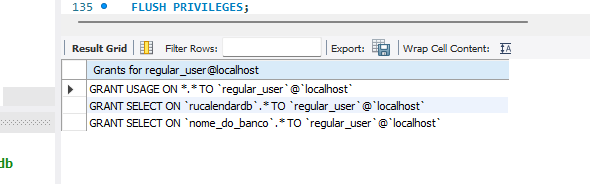 135 FLUSH PRIVILEGES;
Result Grid Filter Rows: Export: Wrap Cell Content: IA
Grants for regular_user@localhost
GRANT USAGE ON *.* TO `regular_user`@`localhost`
GRANT SELECT ON `rucalendardb`.* TO `regular_user`@`localhost`
GRANT SELECT ON `nome_do_banco`.* TO `regular_user`@`localhost`
db